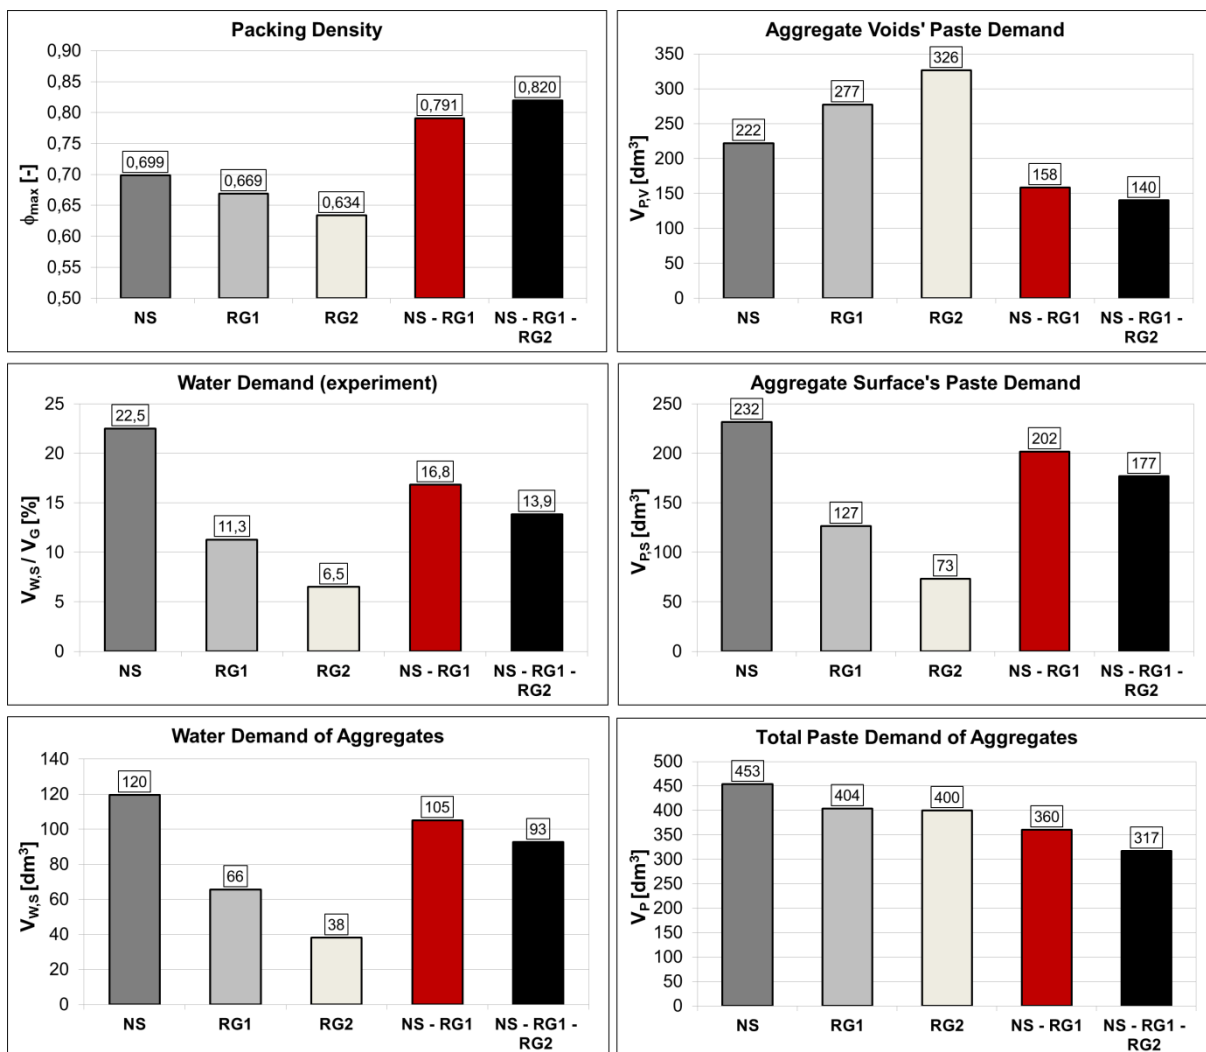 Packing Density
0,90
0,85
0,80
0,75
0,70
0,65
0,60
0,55
0,50
ϕmax [-]
0,699
0,669
0,634
0,791
0,820
NS
RG1
RG2
NS - RG1
NS - RG1 -
RG2
Aggregate Voids' Paste Demand
350
300
250
200
150
100
50
0
VP,V [dm³]
222
277
326
158
140
NS
RG1
RG2
NS - RG1
NS - RG1 -
RG2
Water Demand (experiment)
25
20
15
10
5
0
VW,S / VG [%]
22,5
11,3
6,5
16,8
13,9
NS
RG1
RG2
NS - RG1
NS - RG1 -
RG2
Aggregate Surface's Paste Demand
250
200
150
100
50
0
VP,S [dm³]
232
127
73
202
177
NS
RG1
RG2
NS - RG1
NS - RG1 -
RG2
Water Demand of Aggregates
140
120
100
80
60
40
20
0
VW,S [dm³]
120
66
38
105
93
NS
RG1
RG2
NS - RG1
NS - RG1 -
RG2
Total Paste Demand of Aggregates
500
450
400
350
300
250
200
150
100
50
0
VP [dm³]
453
404
400
360
317
NS
RG1
RG2
NS - RG1
NS - RG1 -
RG2